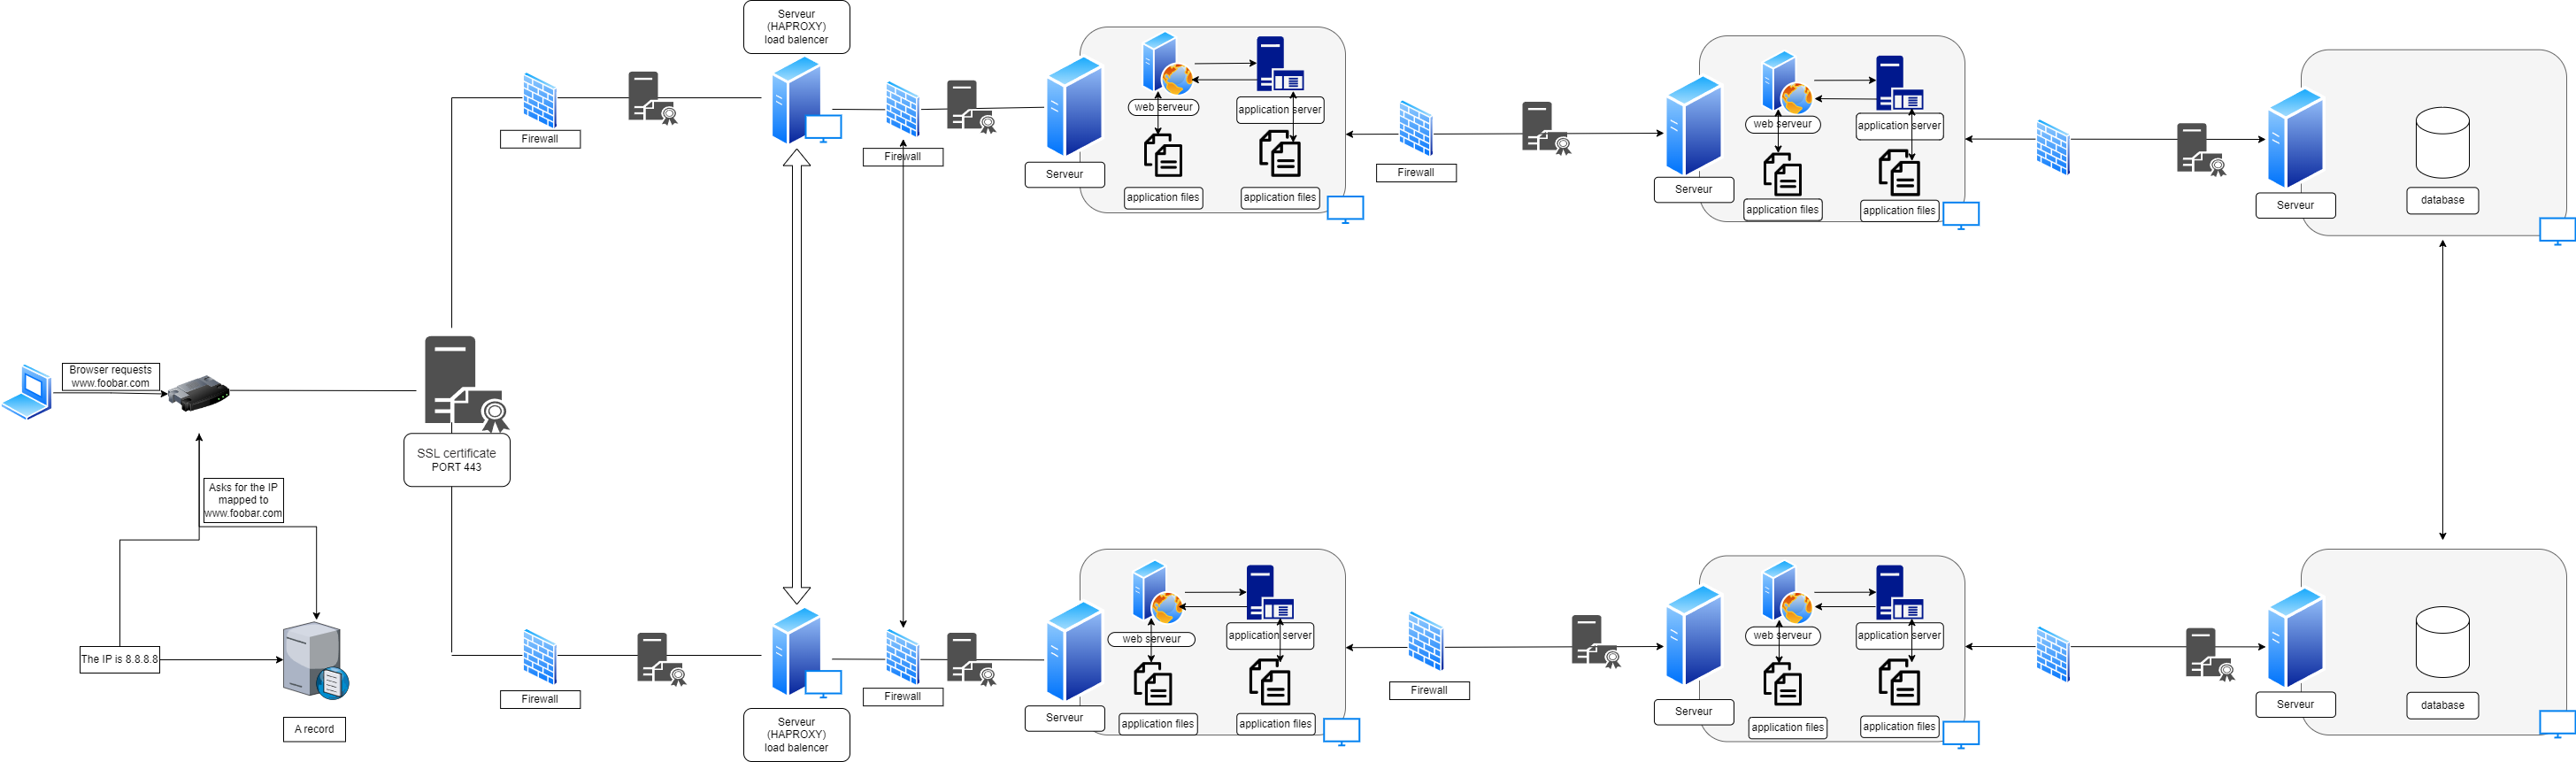 Serveur
(HAPROXY)
load balencer
web serveur
application server
application files
application files
Serveur
Firewall
Firewall
Firewall
web serveur
application server
application files
application files
Serveur
database
Serveur
Browser requests
www.foobar.com
SSL certificate
PORT 443
Asks for the IP
mapped to
www.foobar.com
The IP is 8.8.8.8
A record
Firewall
Serveur
(HAPROXY)
load balencer
Firewall
web serveur
application server
application files
application files
Serveur
Firewall
web serveur
application server
application files
application files
Serveur
database
Serveur